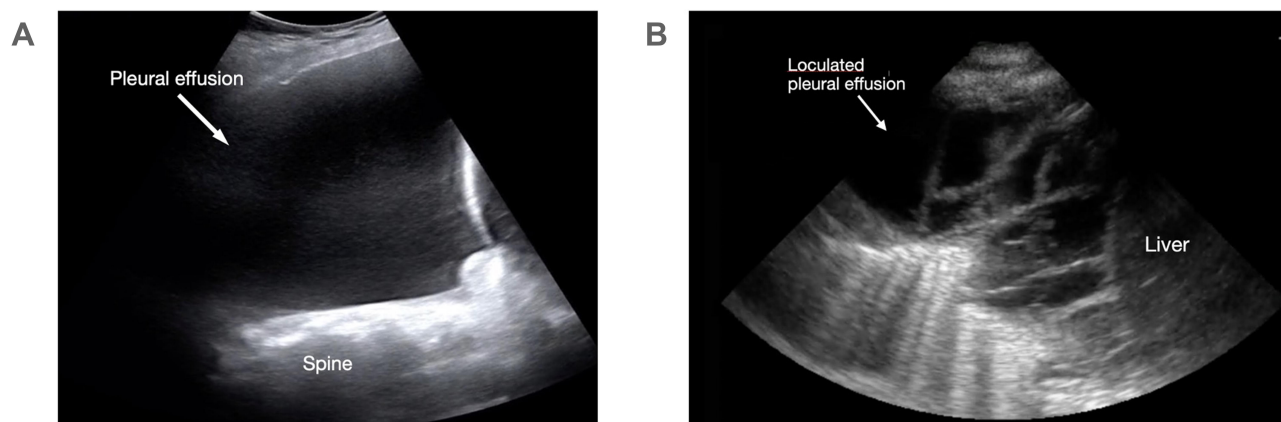 A
Pleural effusion
Spine
B
Loculated
pleural effusion
Liver